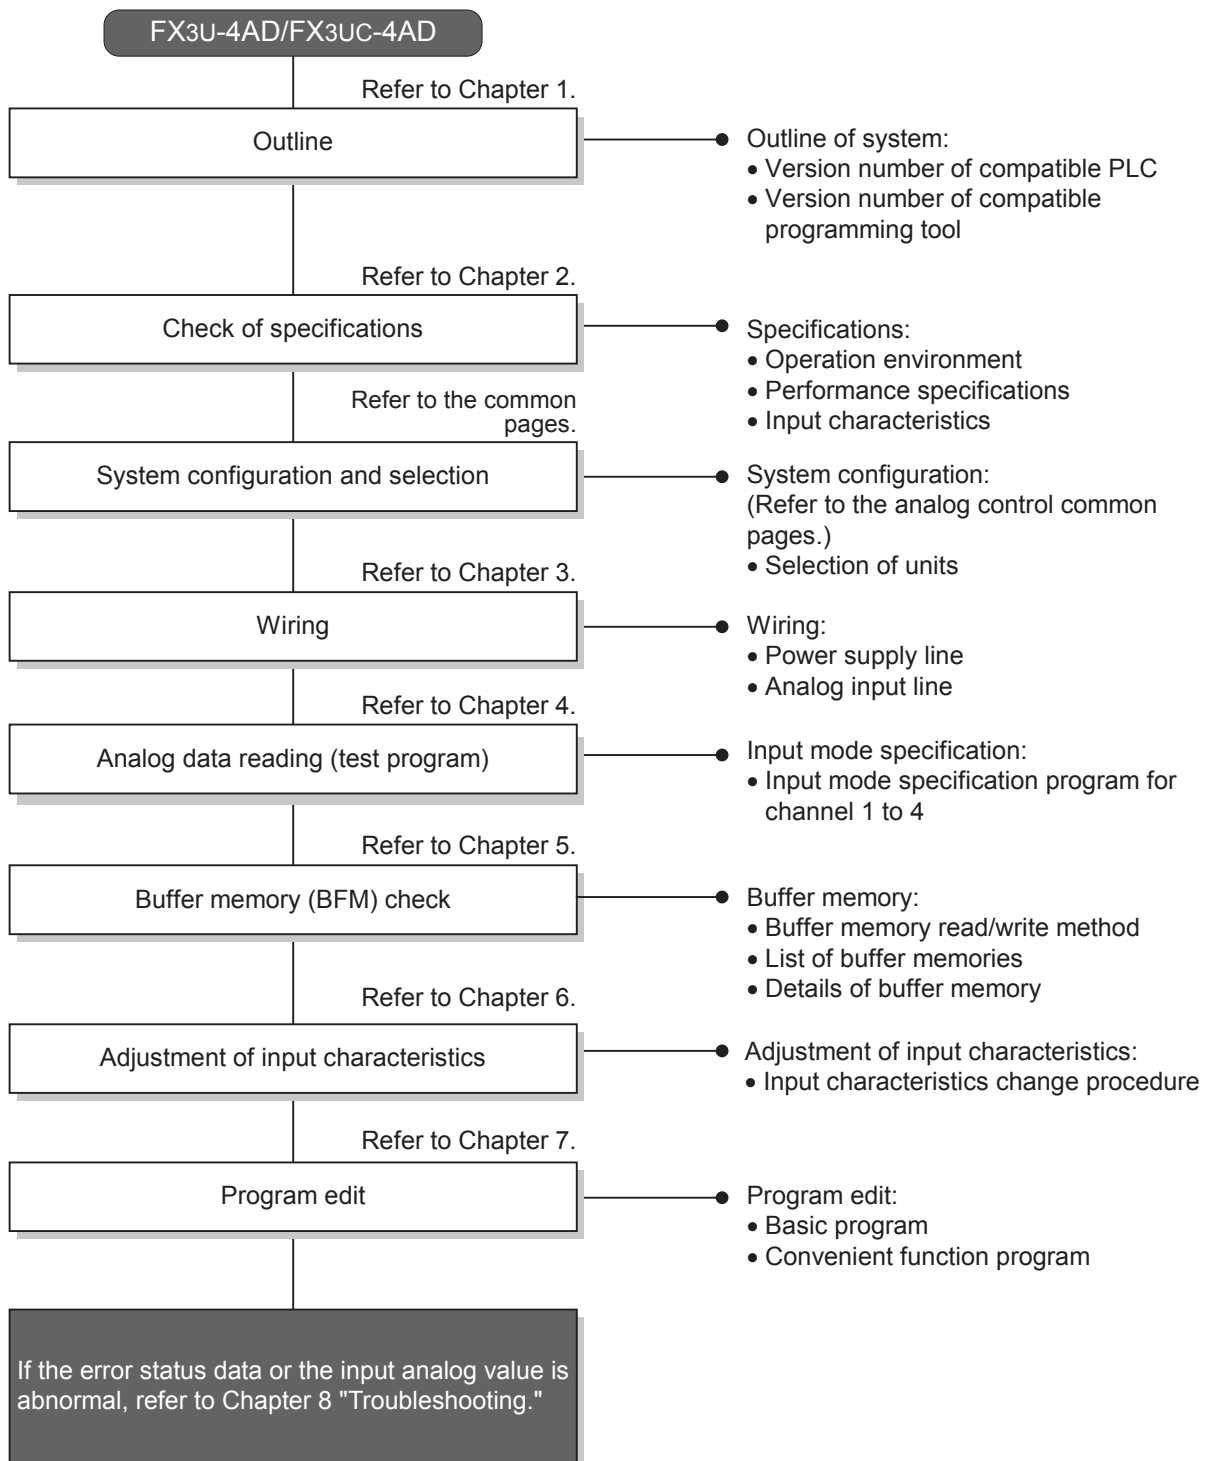 FX3U-4AD/FX3UC-4AD
Refer to Chapter 1.
Outline
Outline of system:
• Version number of compatible PLC
• Version number of compatible
programming tool
Refer to Chapter 2.
Check of specifications
Specifications:
• Operation environment
• Performance specifications
• Input characteristics
Refer to the common
pages.
System configuration and selection
System configuration:
(Refer to the analog control common
pages.)
• Selection of units
Refer to Chapter 3.
Wiring
Wiring:
• Power supply line
• Analog input line
Refer to Chapter 4.
Analog data reading (test program)
Input mode specification:
• Input mode specification program for
channel 1 to 4
Refer to Chapter 5.
Buffer memory (BFM) check
Buffer memory:
• Buffer memory read/write method
• List of buffer memories
• Details of buffer memory
Refer to Chapter 6.
Adjustment of input characteristics
Adjustment of input characteristics:
• Input characteristics change procedure
Refer to Chapter 7.
Program edit
Program edit:
• Basic program
• Convenient function program
If the error status data or the input analog value is
abnormal, refer to Chapter 8 "Troubleshooting."